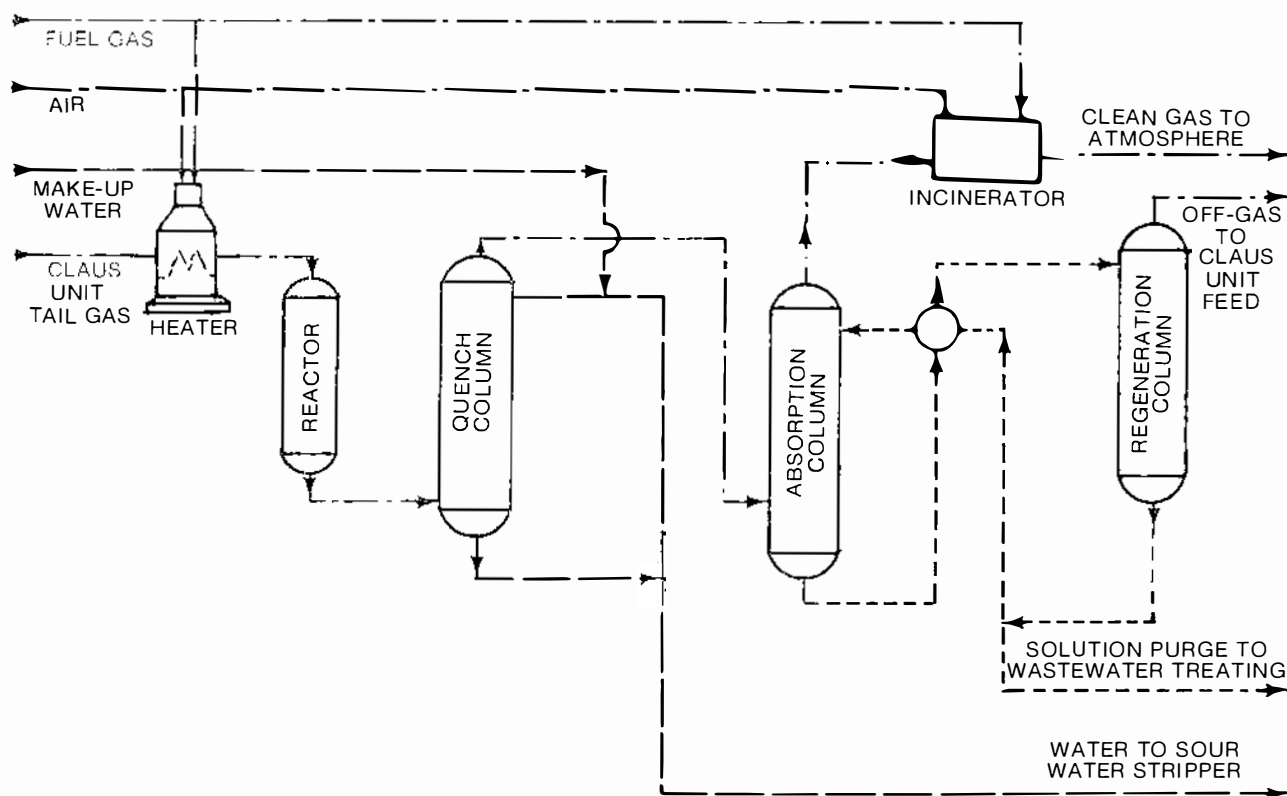 FUEL GAS
AIR
MAKE-UP
WATER
CLAUS
UNIT
TAIL GAS
HEATER
REACTOR
QUENCH
COLUMN
ABSORPTION
COLUMN
INCINERATOR
CLEAN GAS TO
ATMOSPHERE
OFF-GAS
TO
CLAUS
UNIT
FEED
REGENERATION
COLUMN
SOLUTION PURGE TO
WASTEWATER TREATING
WATER TO SOUR
WATER STRIPPER